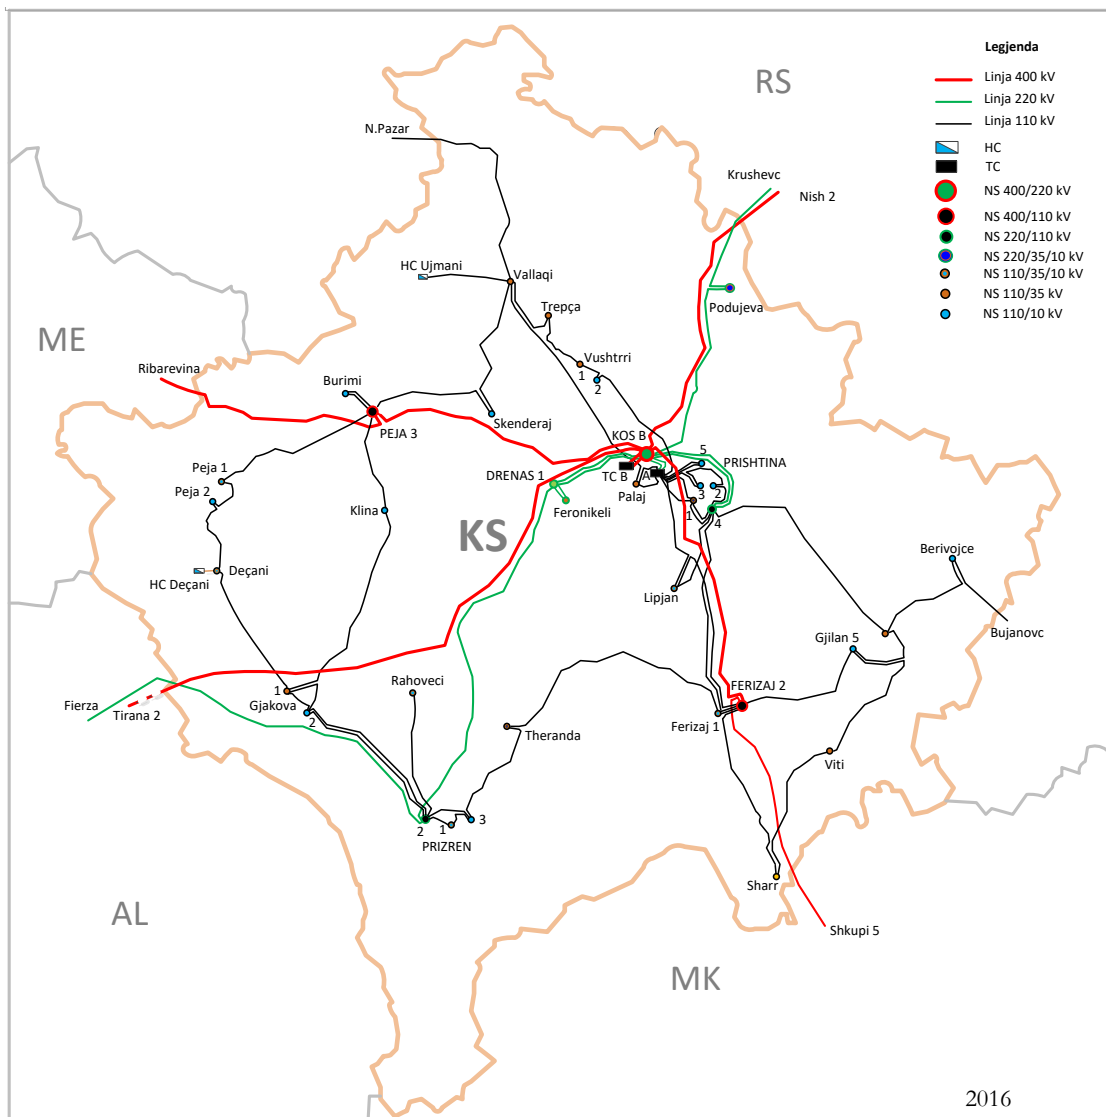 Legjenda
Linja 400 kV
Linja 220 kV
Linja 110 kV
HC
TC
NS 400/220 kV
NS 400/110 kV
NS 220/110 kV
NS 220/35/10 kV
NS 110/35/10 kV
NS 110/35 kV
NS 110/10 kV
RS
N.Pazar
Krushevc
Nish 2
HC Ujmani
Vallaqi
Podujeva
Trepça
ME
Ribarevina
Burimi
Vushtrri
1
2
PEJA 3
Skenderaj
KOS B
5
PRISHTINA
Peja 1
DRENAS 1
TC B
A
Palaj
3
2
Peja 2
Klina
Feronikeli
1
4
KS
HC Deçani
Deçani
Berivojce
Lipjan
Bujanovc
Gjilan 5
Rahoveci
FERIZAJ 2
1
Gjakova
2
Fierza
Tirana 2
Ferizaj 1
Theranda
Viti
2
1
3
PRIZREN
Sharr
AL
Shkupi 5
MK
2016